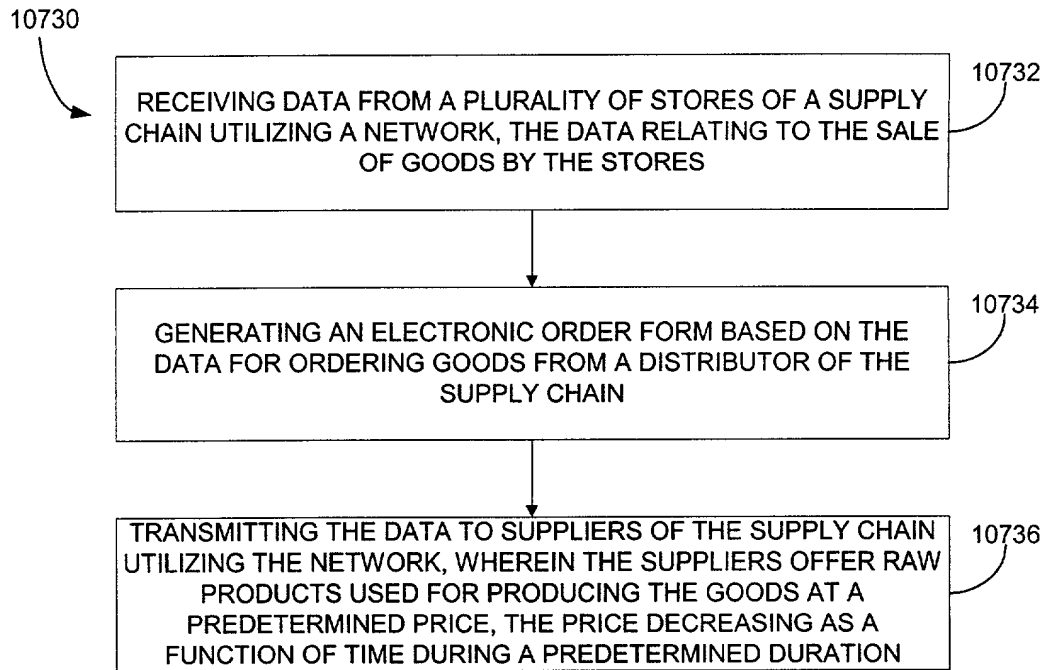 10730
10732
RECEIVING DATA FROM A PLURALITY OF STORES OF A SUPPLY
CHAIN UTILIZING A NETWORK, THE DATA RELATING TO THE SALE
OF GOODS BY THE STORES
10734
GENERATING AN ELECTRONIC ORDER FORM BASED ON THE
DATA FOR ORDERING GOODS FROM A DISTRIBUTOR OF THE
SUPPLY CHAIN
10736
TRANSMITTING THE DATA TO SUPPLIERS OF THE SUPPLY CHAIN
UTILIZING THE NETWORK, WHEREIN THE SUPPLIERS OFFER RAW
PRODUCTS USED FOR PRODUCING THE GOODS AT A
PREDETERMINED PRICE, THE PRICE DECREASING AS A
FUNCTION OF TIME DURING A PREDETERMINED DURATION